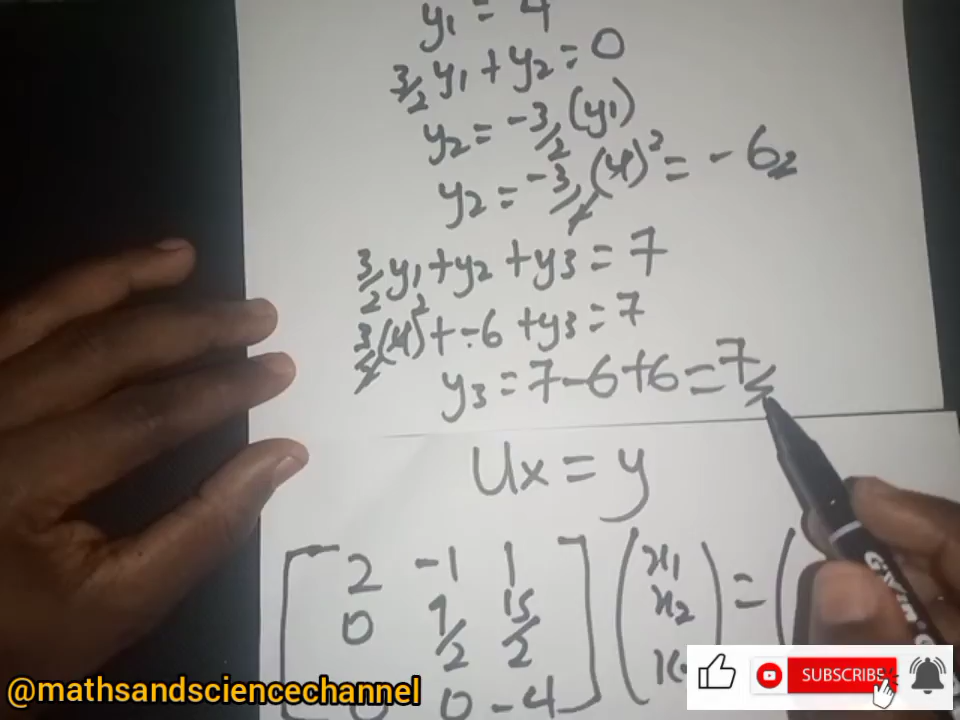 y1 = 4
3/2 y1 + y2 = 0
y2 = -3/2 (y1)
y2 = -3/2 (4)² = -6
3/2 y1 + y2 + y3 = 7
3/2 (4)² + -6 + y3 = 7
y3 = 7 - 6 + 6 = 7
Ux = y
2 -1 1 x1
0 7/2 15/2 x2 = (
0 0 -4
SUBSCRIBE
@mathsandsciencechannel